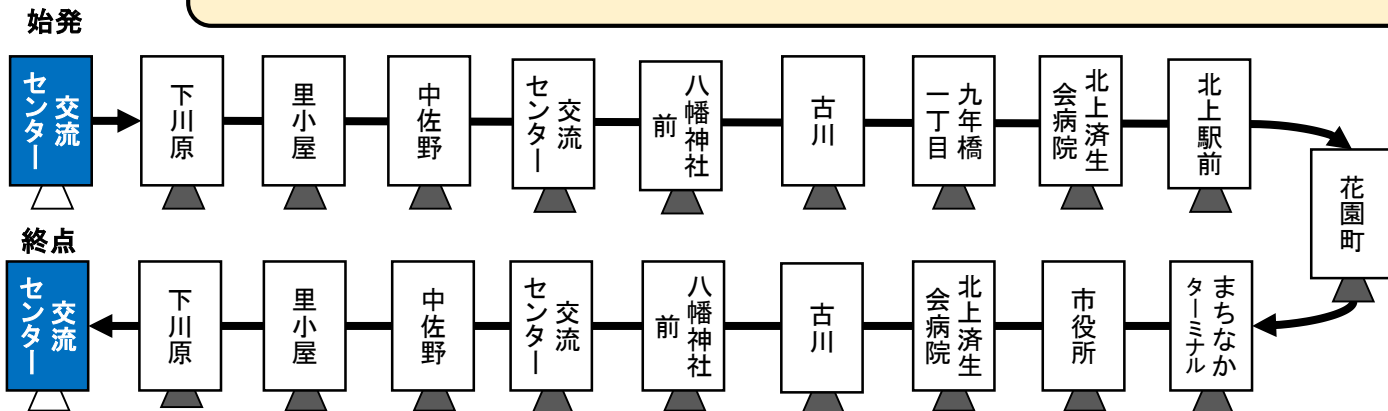 始発
交流
センター
下川原
里小屋
中佐野
交流
センター
八幡神社
前
古川
九年橋
一丁目
北上済生
会病院
北上駅前
花園町
終点
交流
センター
下川原
里小屋
中佐野
交流
センター
八幡神社
前
古川
北上済生
会病院
市役所
まちなか
ターミナル